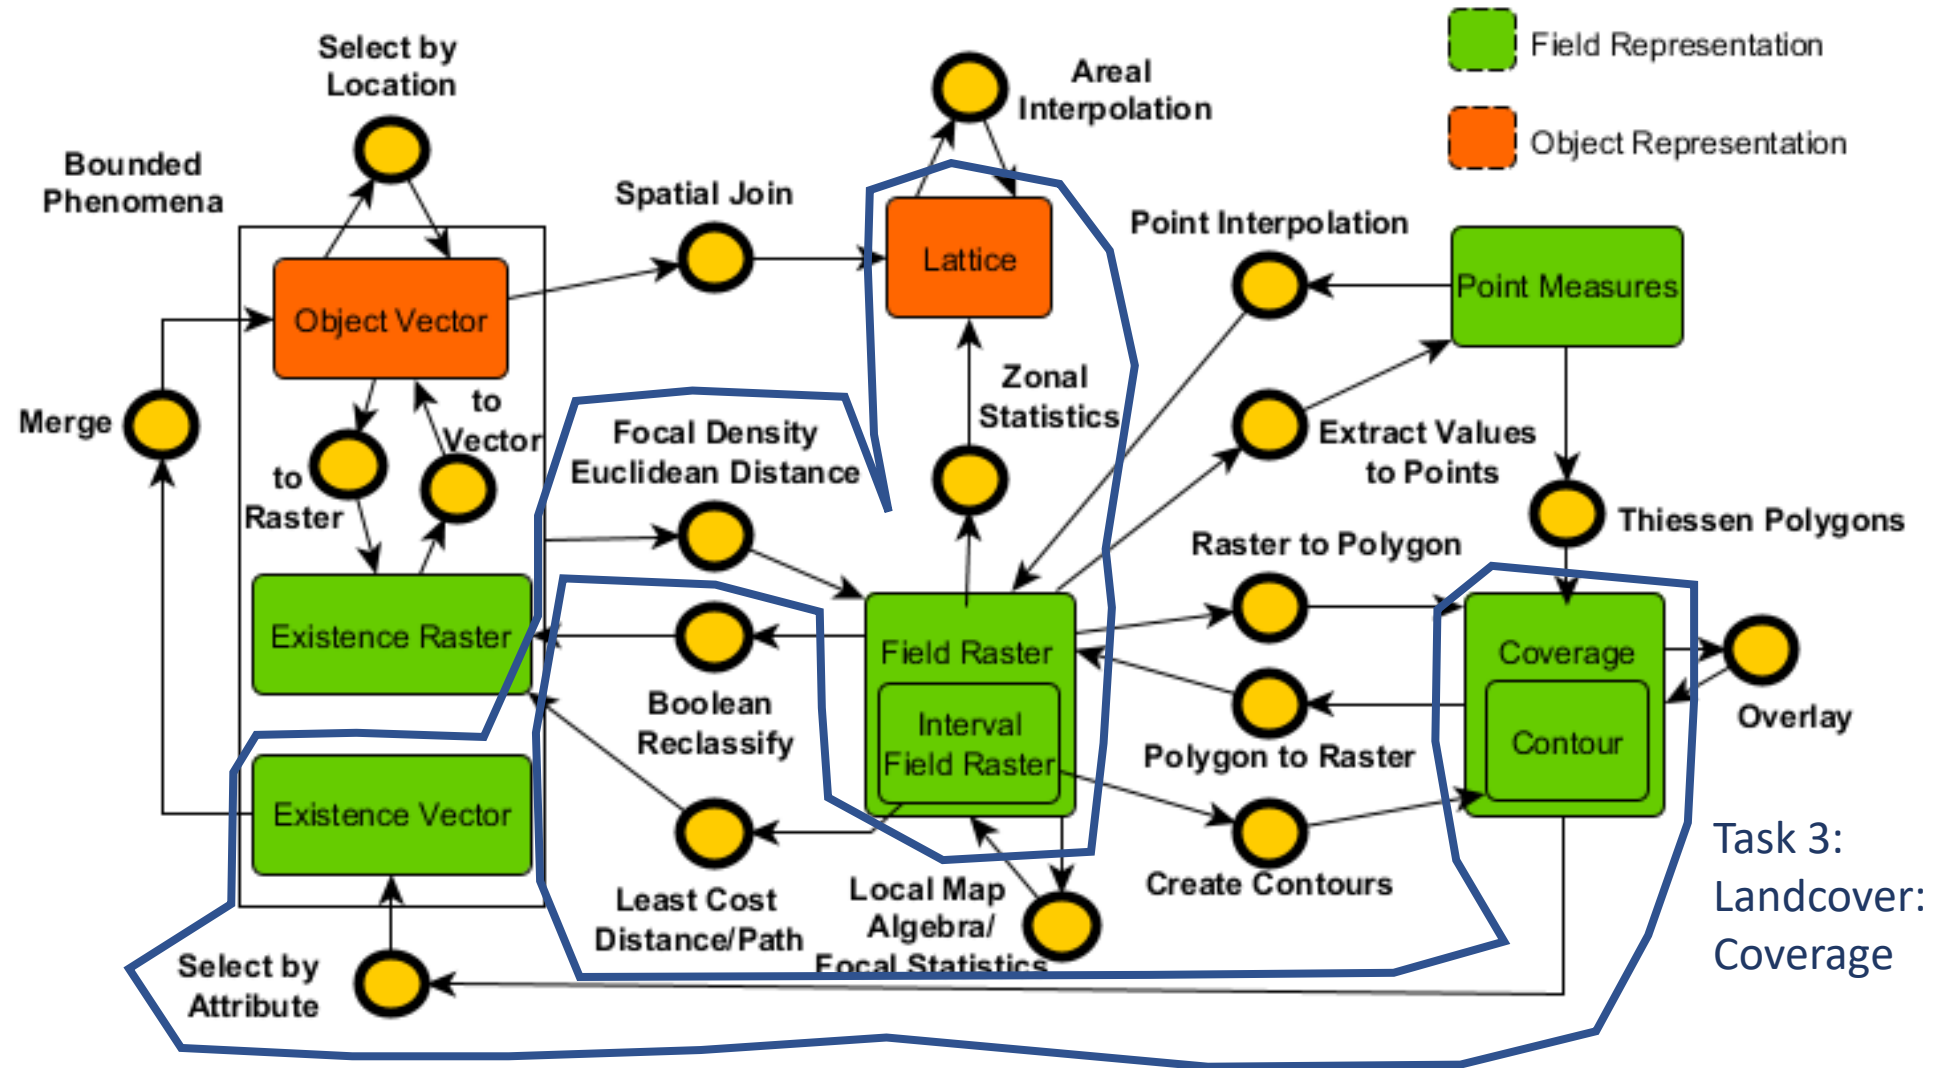 Select by
Location
Areal
Interpolation
Field Representation
Object Representation
Bounded
Phenomena
Spatial Join
Point Interpolation
Lattice
Point Measures
Object Vector
Zonal
Statistics
Merge
to
Vector
to
Raster
Focal Density
Euclidean Distance
Extract Values
to Points
Thiessen Polygons
Raster to Polygon
Existence Raster
Field Raster
Coverage
Boolean
Reclassify
Interval
Field Raster
Contour
Overlay
Polygon to Raster
Existence Vector
Task 3:
Landcover:
Coverage
Least Cost
Distance/Path
Local Map
Algebra/
Focal Statistics
Create Contours
Select by
Attribute